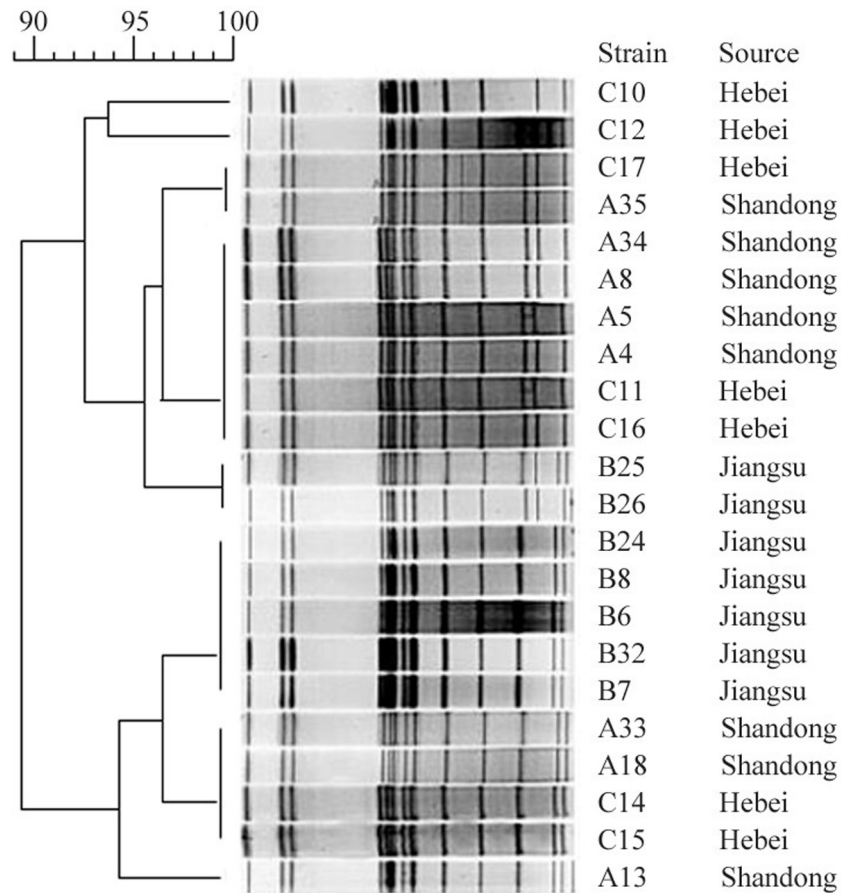 90 95 100
Strain Source
C10 Hebei
C12 Hebei
C17 Hebei
A35 Shandong
A34 Shandong
A8 Shandong
A5 Shandong
A4 Shandong
C11 Hebei
C16 Hebei
B25 Jiangsu
B26 Jiangsu
B24 Jiangsu
B8 Jiangsu
B6 Jiangsu
B32 Jiangsu
B7 Jiangsu
A33 Shandong
A18 Shandong
C14 Hebei
C15 Hebei
A13 Shandong